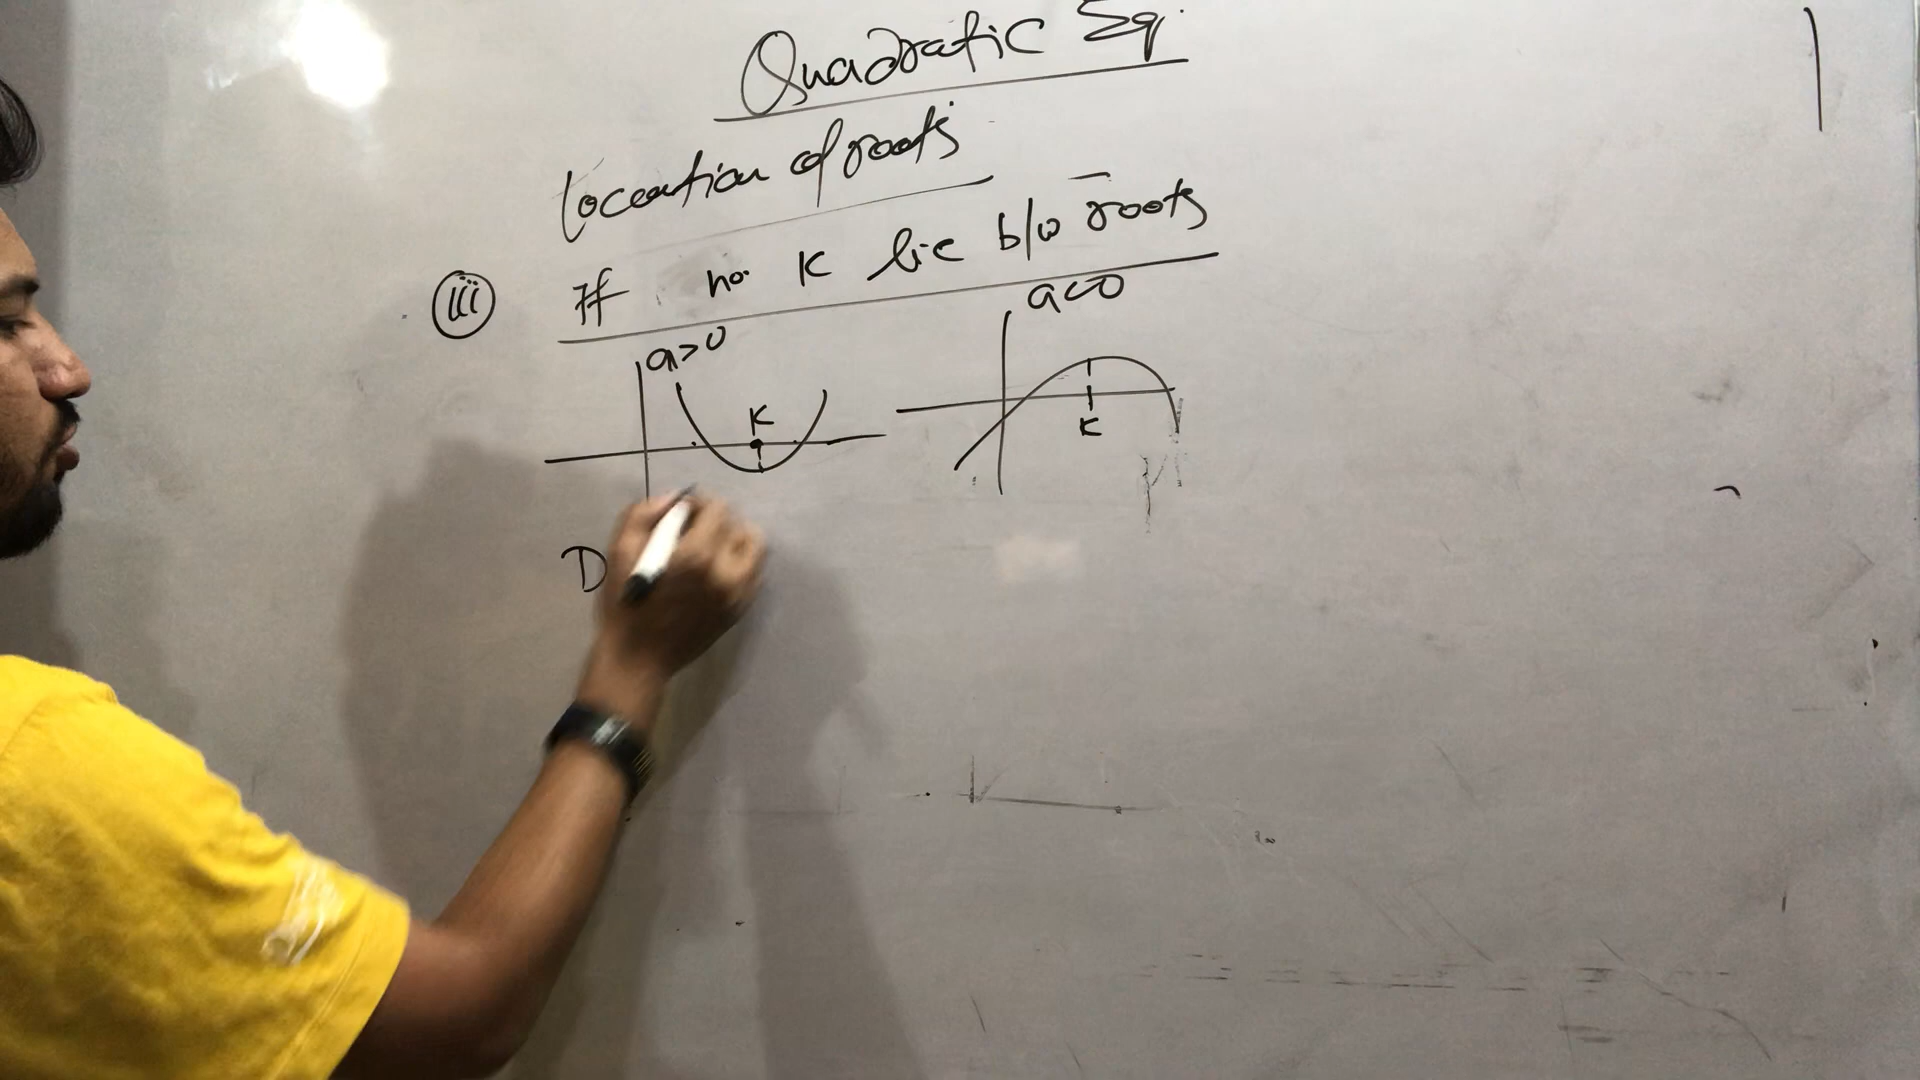 Quadratic Eq.
Location of roots
(iii) If no. K lie b/w roots
a>0
a<0
K
K
D